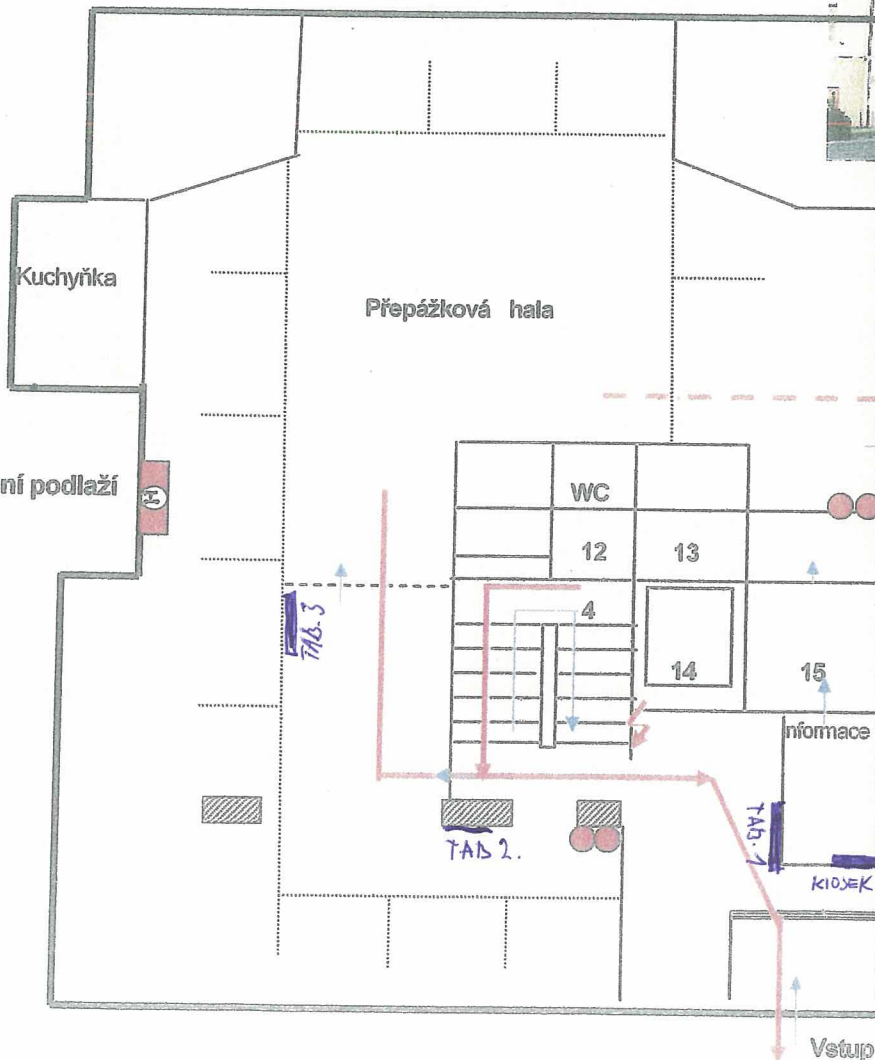 Kuchyňka
Přepážková hala
ní podlaží
H
WC
12
13
4
14
15
TAB. 3
nformace
TAB 2.
TAB. 1
KIOSEK
Vstup